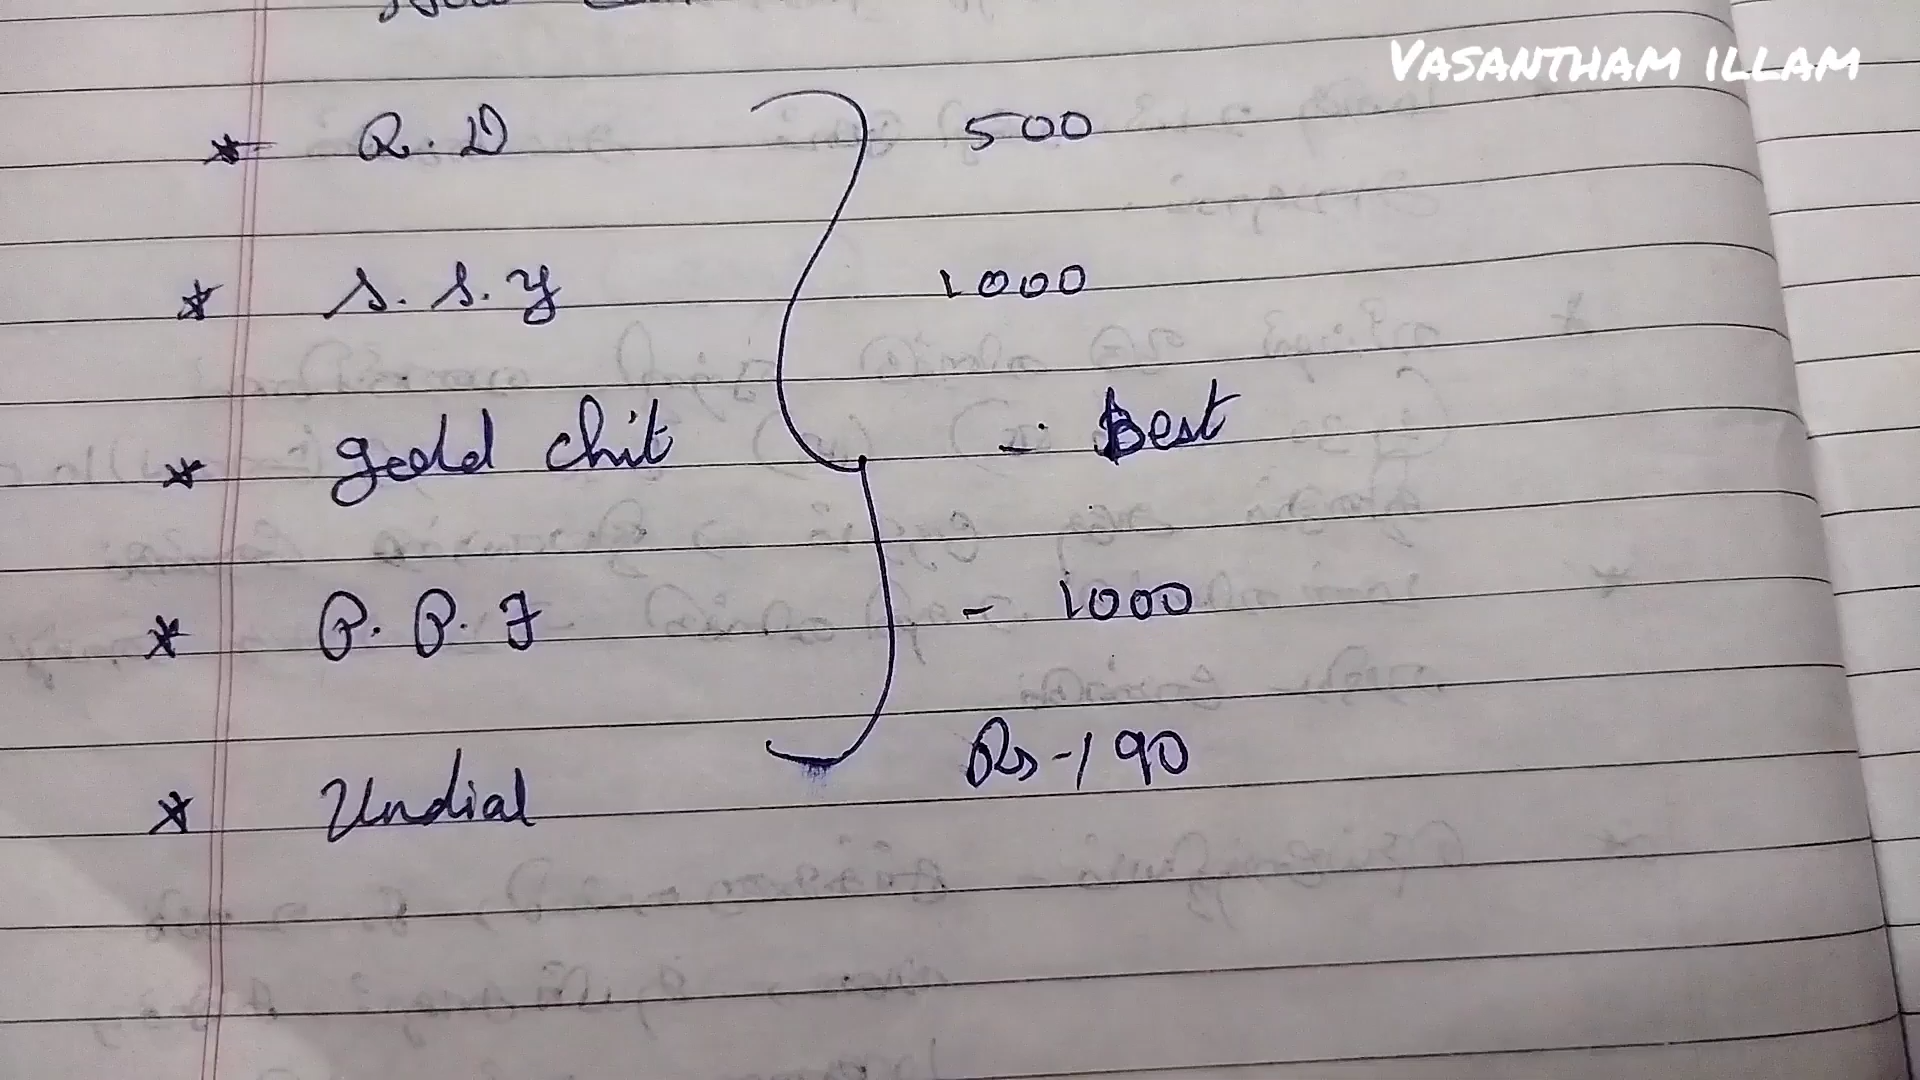 VASANTHAM ILLAM
* R. D 500
* S. S. Y 1000
* gold chit - Best
* P. P. F - 1000
* Undial Rs -190